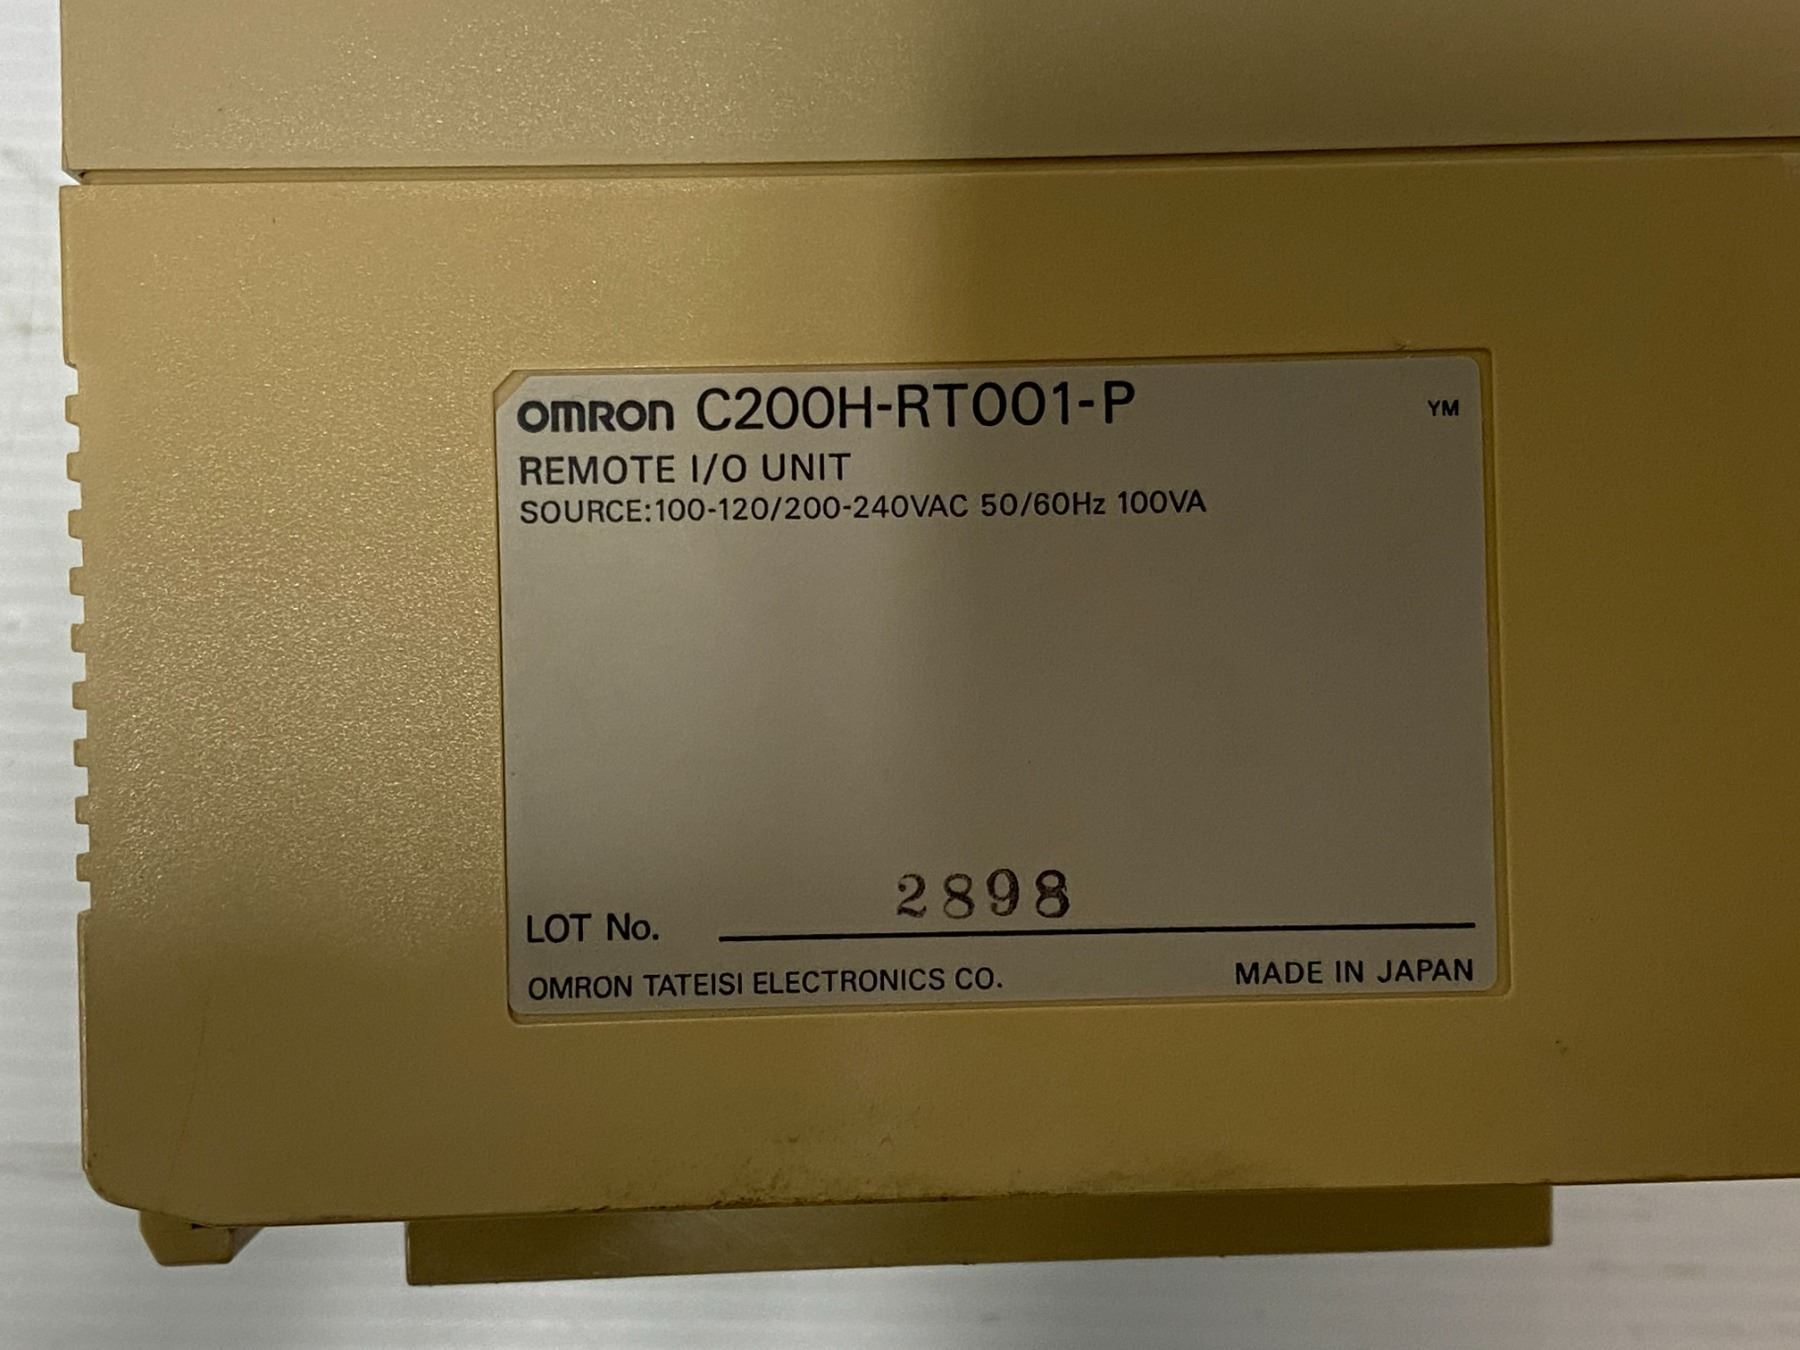 OMRON C200H-RT001-P YM
REMOTE I/O UNIT
SOURCE:100-120/200-240VAC 50/60Hz 100VA
LOT No. 2898
OMRON TATEISI ELECTRONICS CO. MADE IN JAPAN